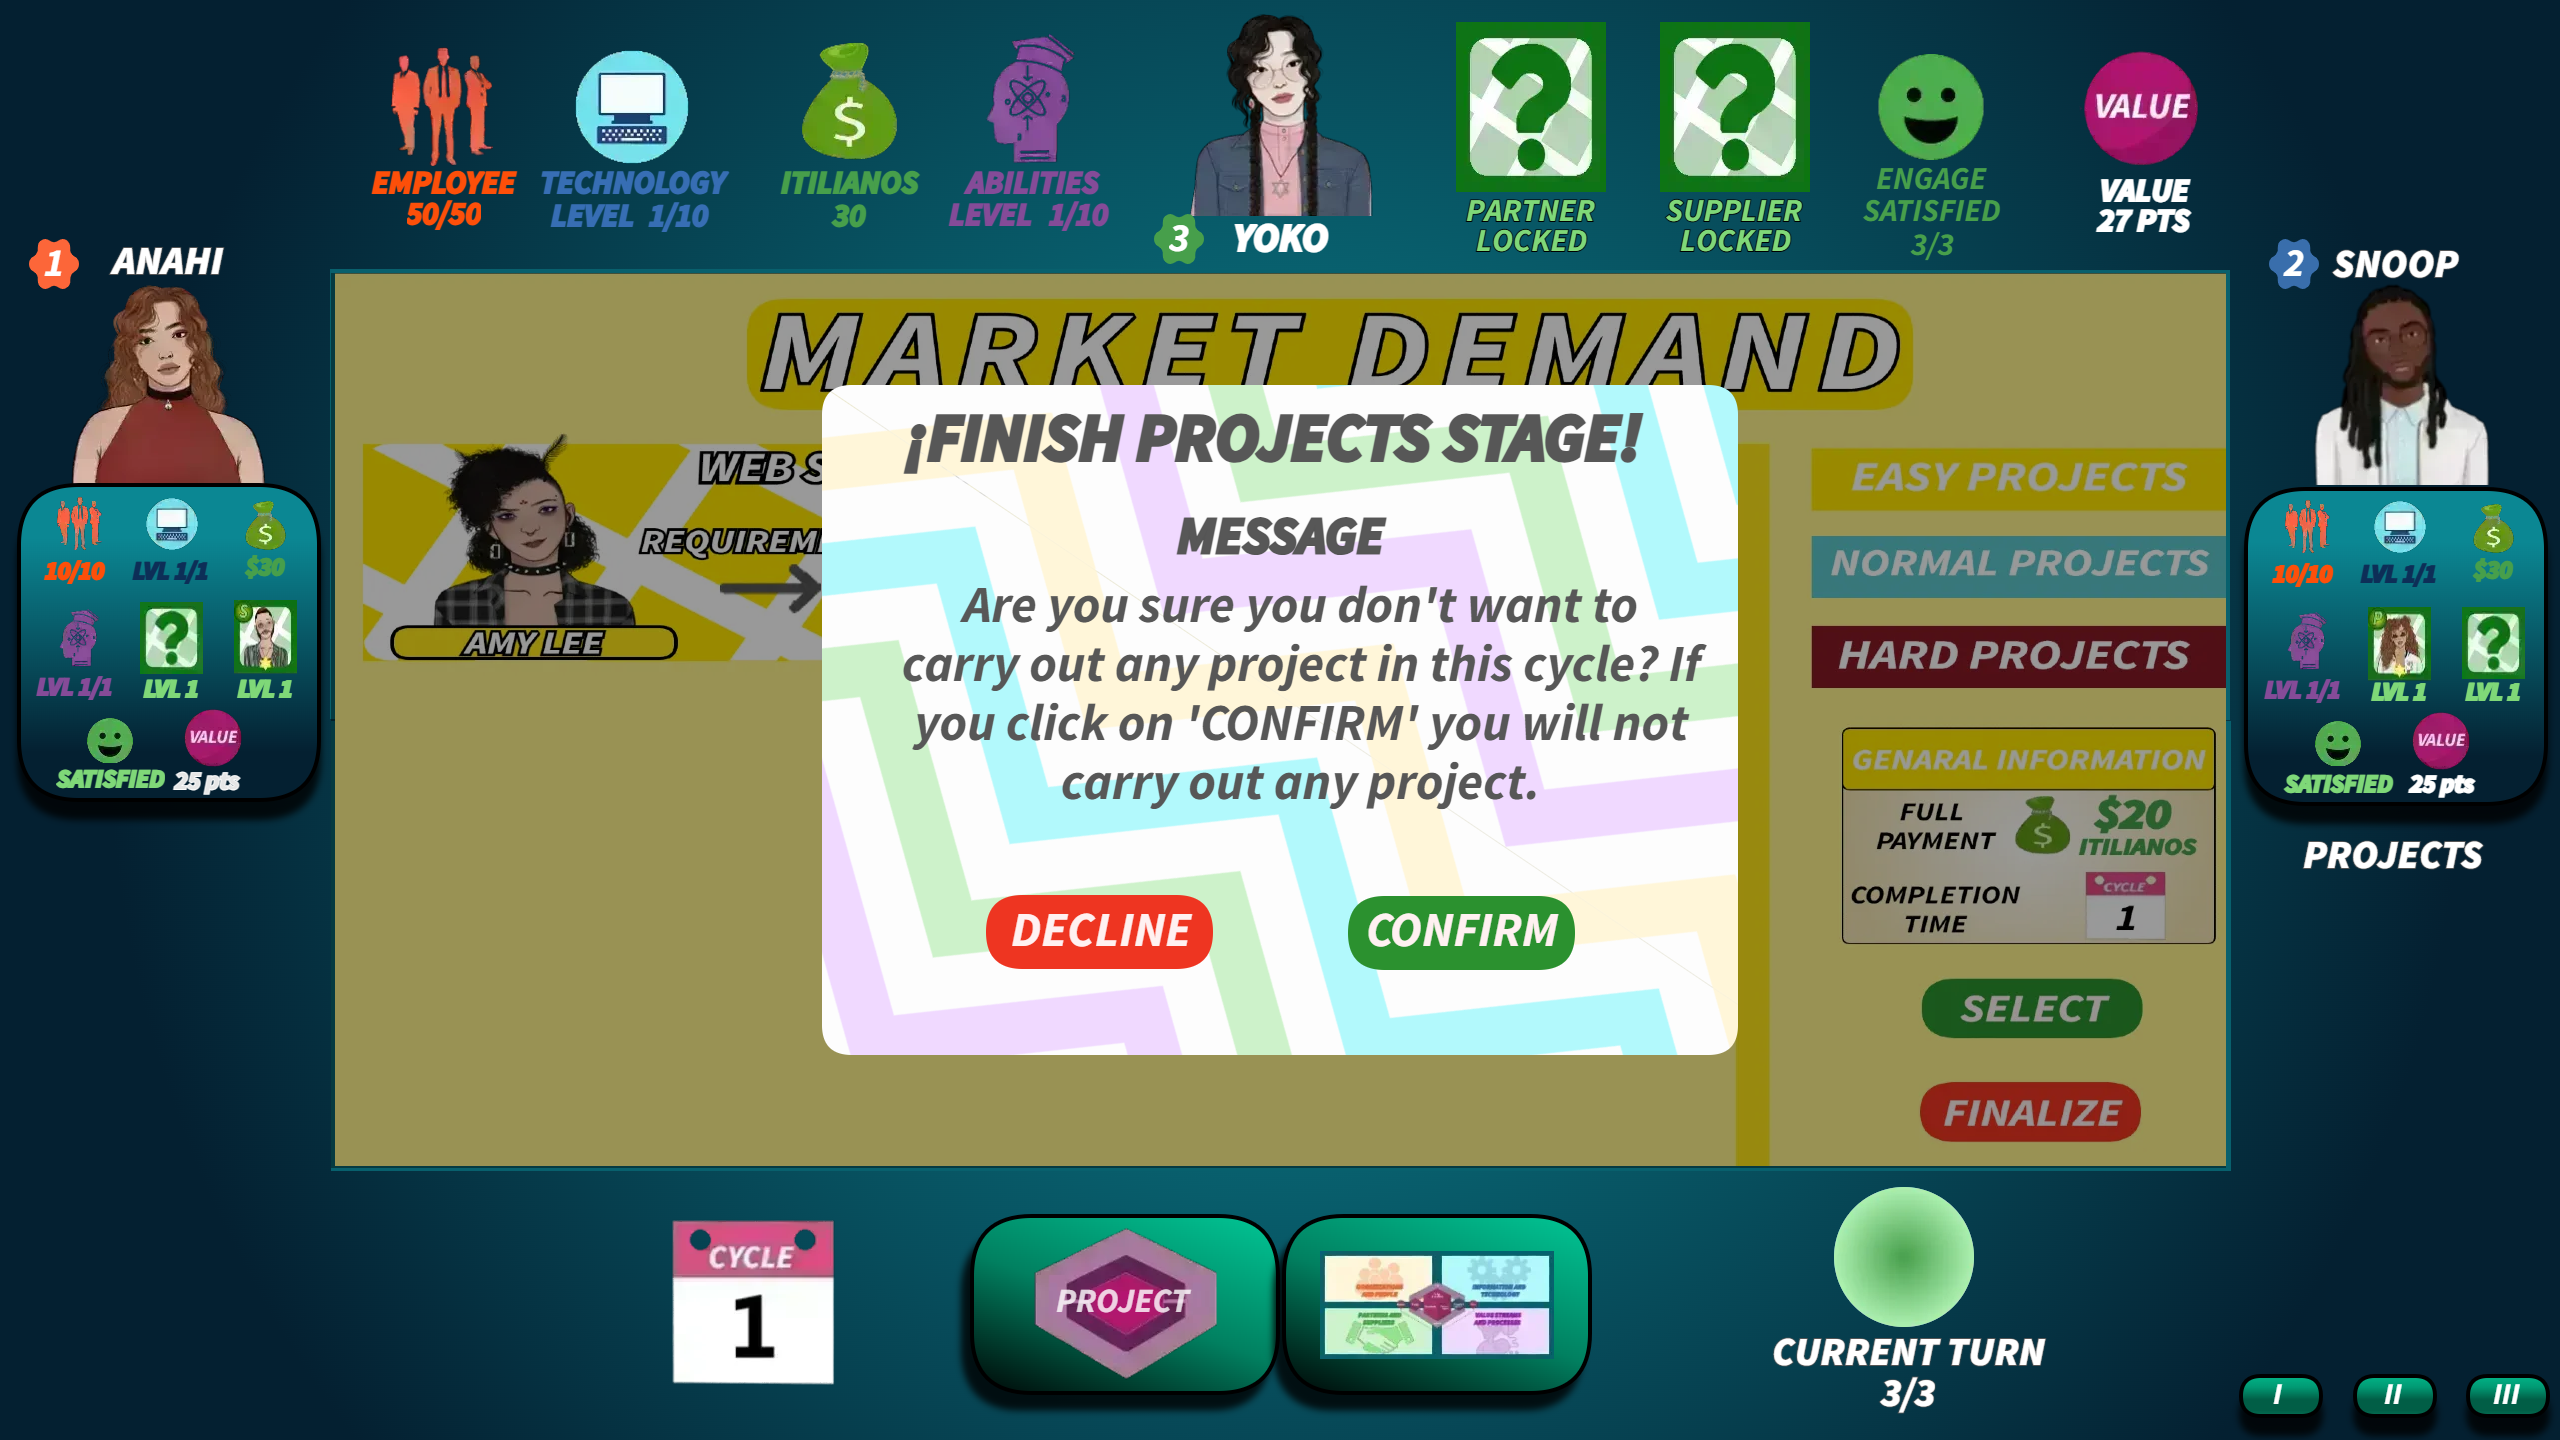 EMPLOYEE
50/50
TECHNOLOGY
LEVEL 1/10
ITILIANOS
30
ABILITIES
LEVEL 1/10
3 YOKO
PARTNER
LOCKED
SUPPLIER
LOCKED
ENGAGE
SATISFIED
3/3
VALUE
VALUE
27 PTS
1 ANAHI
10/10
LVL 1/1
$30
LVL 1/1
LVL 1
LVL 1
SATISFIED
VALUE
25 pts
MARKET DEMAND
WEB S
REQUIREM
AMY LEE
¡FINISH PROJECTS STAGE!
MESSAGE
Are you sure you don't want to
carry out any project in this cycle? If
you click on 'CONFIRM' you will not
carry out any project.
DECLINE
CONFIRM
EASY PROJECTS
NORMAL PROJECTS
HARD PROJECTS
GENARAL INFORMATION
FULL
PAYMENT
$20
ITILIANOS
COMPLETION
TIME
CYCLE
1
SELECT
FINALIZE
2 SNOOP
10/10
LVL 1/1
$30
LVL 1/1
LVL 1
LVL 1
SATISFIED
VALUE
25 pts
PROJECTS
CYCLE
1
PROJECT
CURRENT TURN
3/3
I
II
III